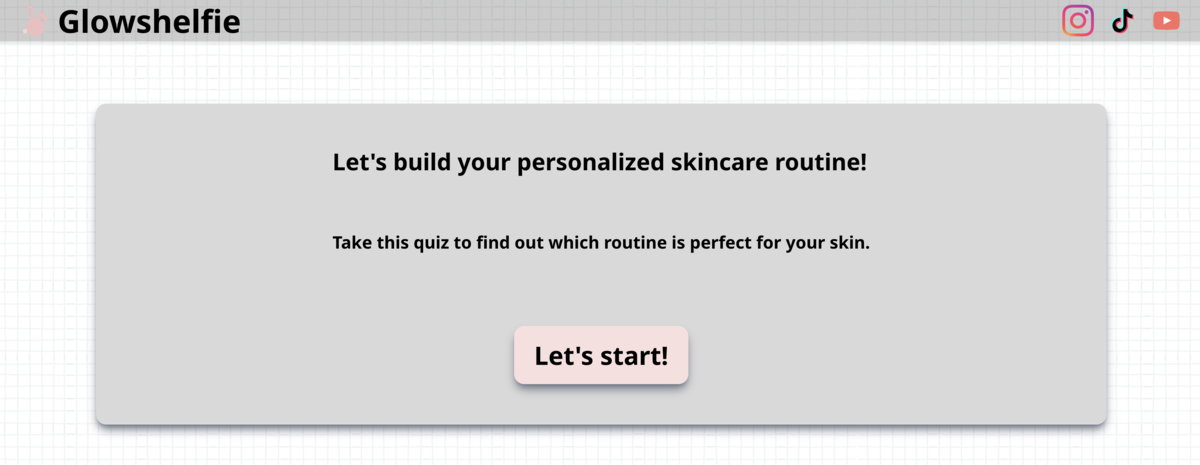 Glowshelfie
Let's build your personalized skincare routine!
Take this quiz to find out which routine is perfect for your skin.
Let's start!